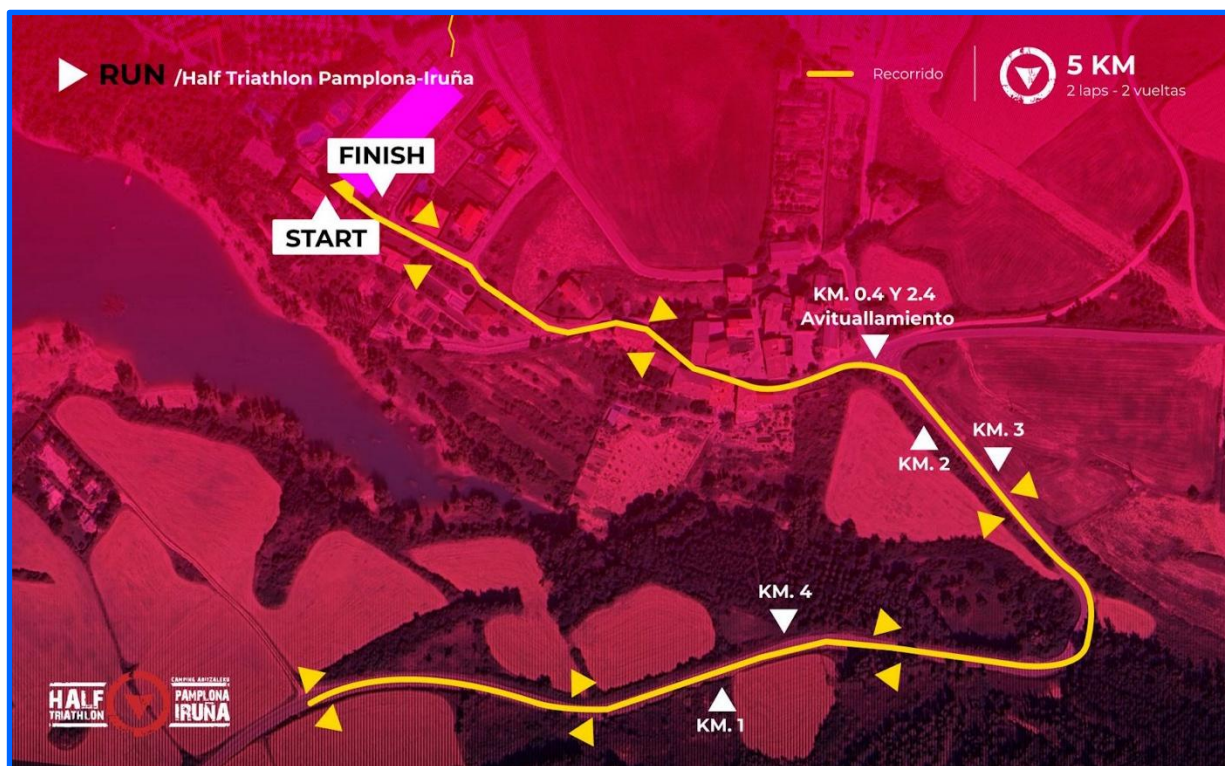 RUN /Half Triathlon Pamplona-Iruña
Recorrido
5 KM
2 laps - 2 vueltas
FINISH
START
KM. 0.4 Y 2.4
Avituallamiento
KM. 3
KM. 2
KM. 4
KM. 1
HALF
TRIATHLON
CAMPING ARITZALEKU
PAMPLONA
IRUÑA